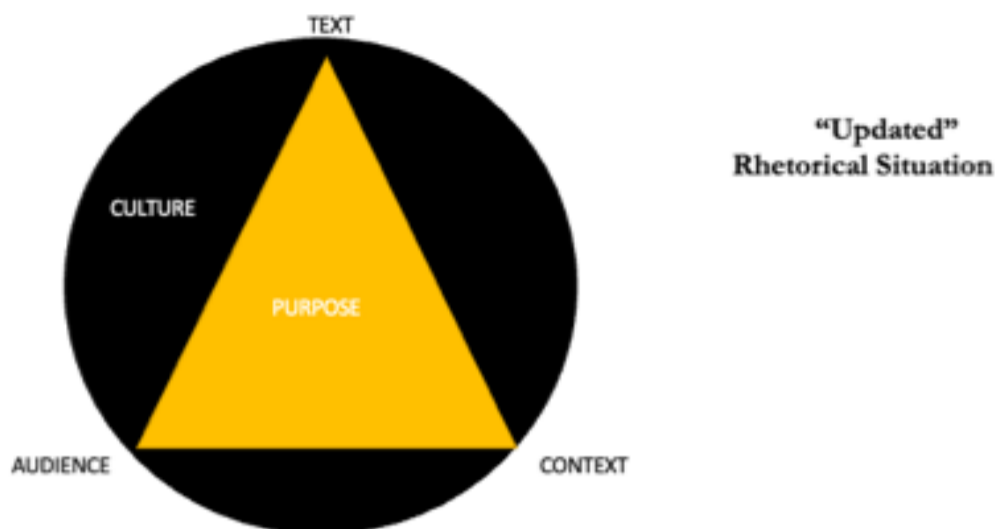 TEXT
“Updated”
Rhetorical Situation
CULTURE
PURPOSE
AUDIENCE
CONTEXT